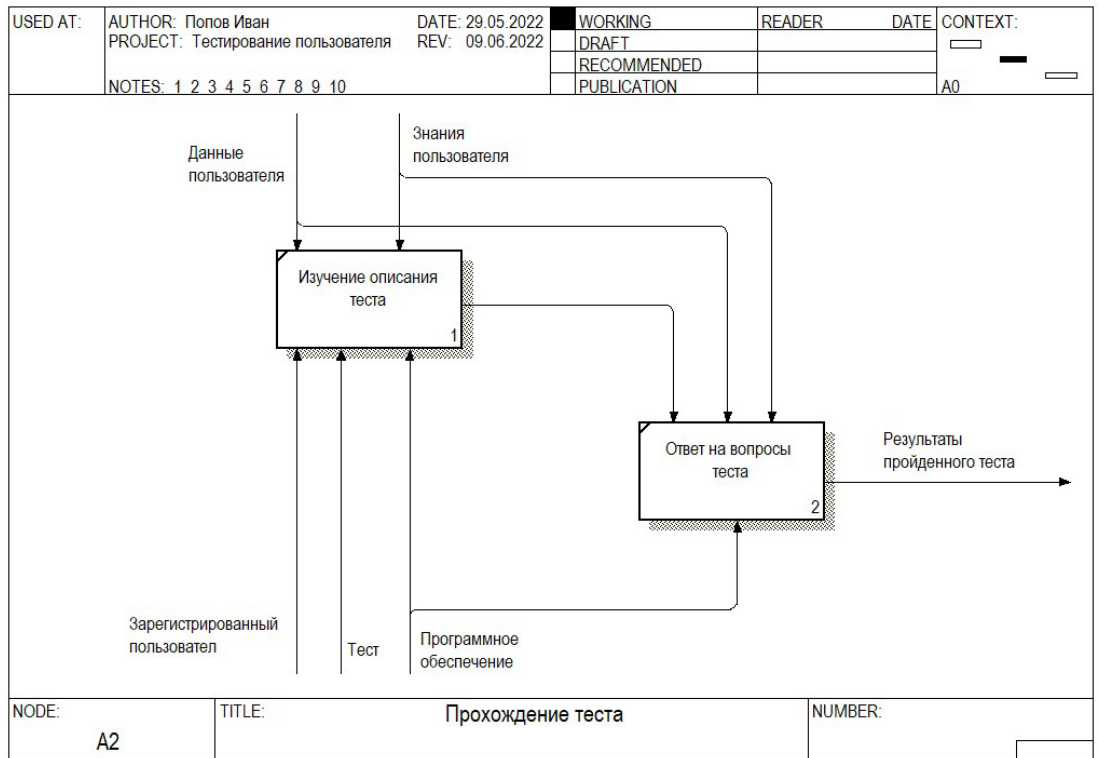 USED AT:
AUTHOR: Попов Иван
DATE: 29.05.2022
PROJECT: Тестирование пользователя
REV: 09.06.2022
NOTES: 1 2 3 4 5 6 7 8 9 10
WORKING
DRAFT
RECOMMENDED
PUBLICATION
READER DATE
CONTEXT:
A0
Данные
пользователя
Знания
пользователя
Изучение описания
теста
1
Ответ на вопросы
теста
2
Результаты
пройденного теста
Зарегистрированный
пользовател
Тест
Программное
обеспечение
NODE:
A2
TITLE:
Прохождение теста
NUMBER: